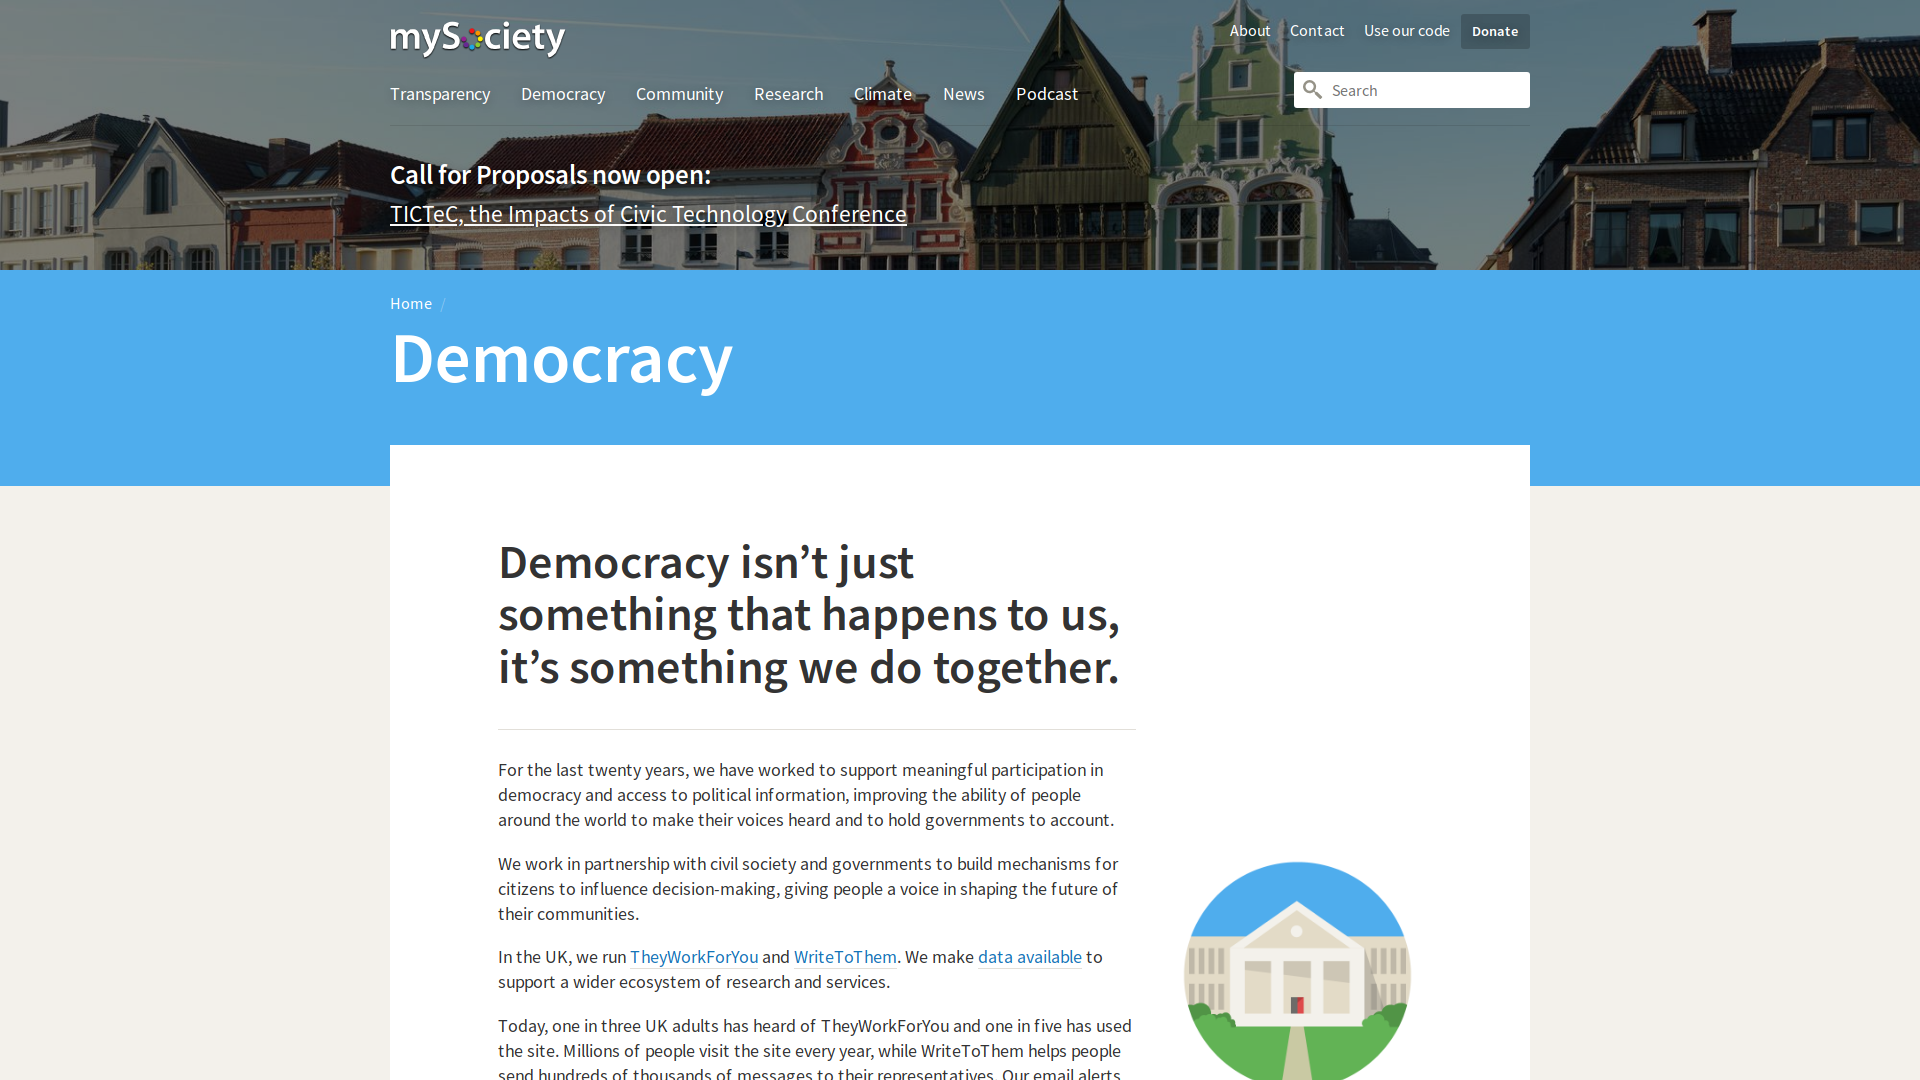 mySociety
About Contact Use our code Donate
Transparency Democracy Community Research Climate News Podcast
Search
Call for Proposals now open:
TICTeC, the Impacts of Civic Technology Conference
Home /
Democracy
Democracy isn’t just
something that happens to us,
it’s something we do together.
For the last twenty years, we have worked to support meaningful participation in
democracy and access to political information, improving the ability of people
around the world to make their voices heard and to hold governments to account.
We work in partnership with civil society and governments to build mechanisms for
citizens to influence decision-making, giving people a voice in shaping the future of
their communities.
In the UK, we run TheyWorkForYou and WriteToThem. We make data available to
support a wider ecosystem of research and services.
Today, one in three UK adults has heard of TheyWorkForYou and one in five has used
the site. Millions of people visit the site every year, while WriteToThem helps people
send hundreds of thousands of messages to their representatives. Our email alerts